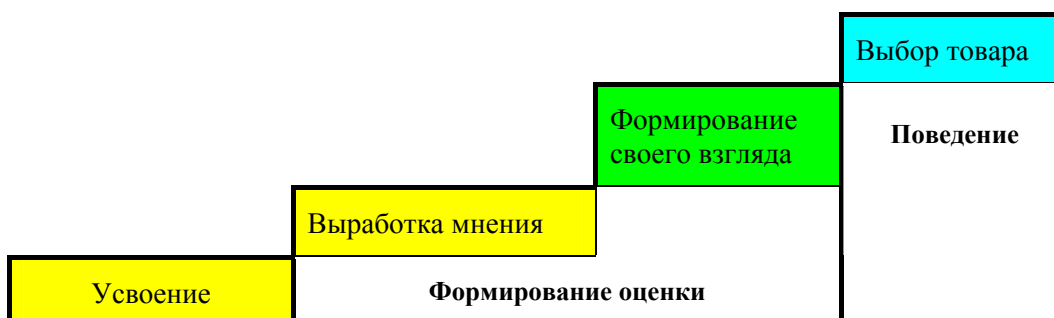 Выбор товара
Формирование
своего взгляда
Поведение
Выработка мнения
Усвоение
Формирование оценки